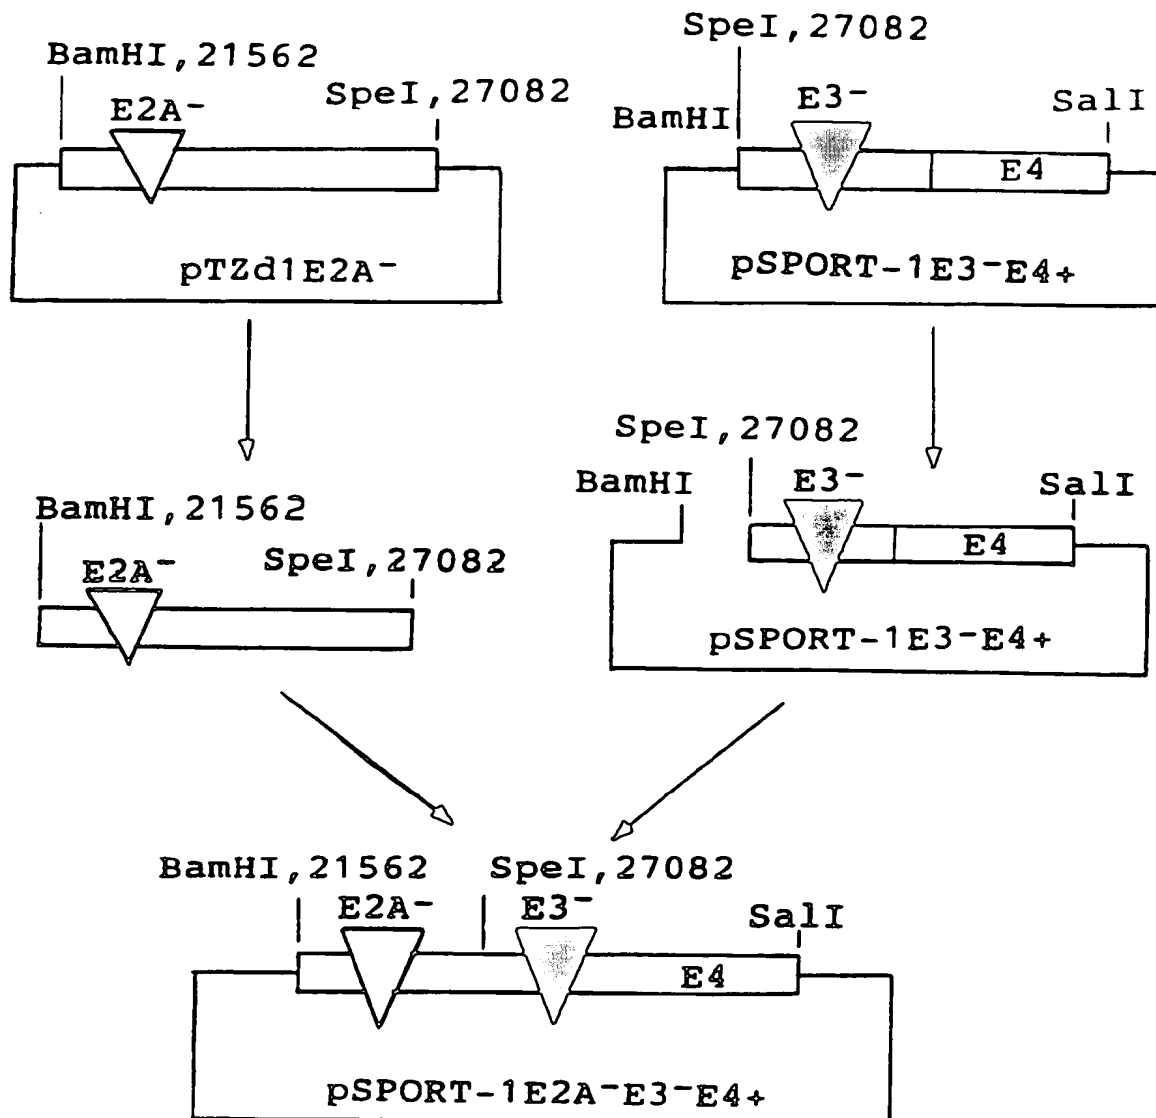 BamHI,21562
E2A-
SpeI,27082
pTZd1E2A-
SpeI,27082
BamHI
E3-
SalI
E4
pSPORT-1E3-E4+
BamHI,21562
E2A-
SpeI,27082
SpeI,27082
BamHI
E3-
SalI
E4
pSPORT-1E3-E4+
BamHI,21562
SpeI,27082
E2A-
E3-
SalI
E4
pSPORT-1E2A-E3-E4+